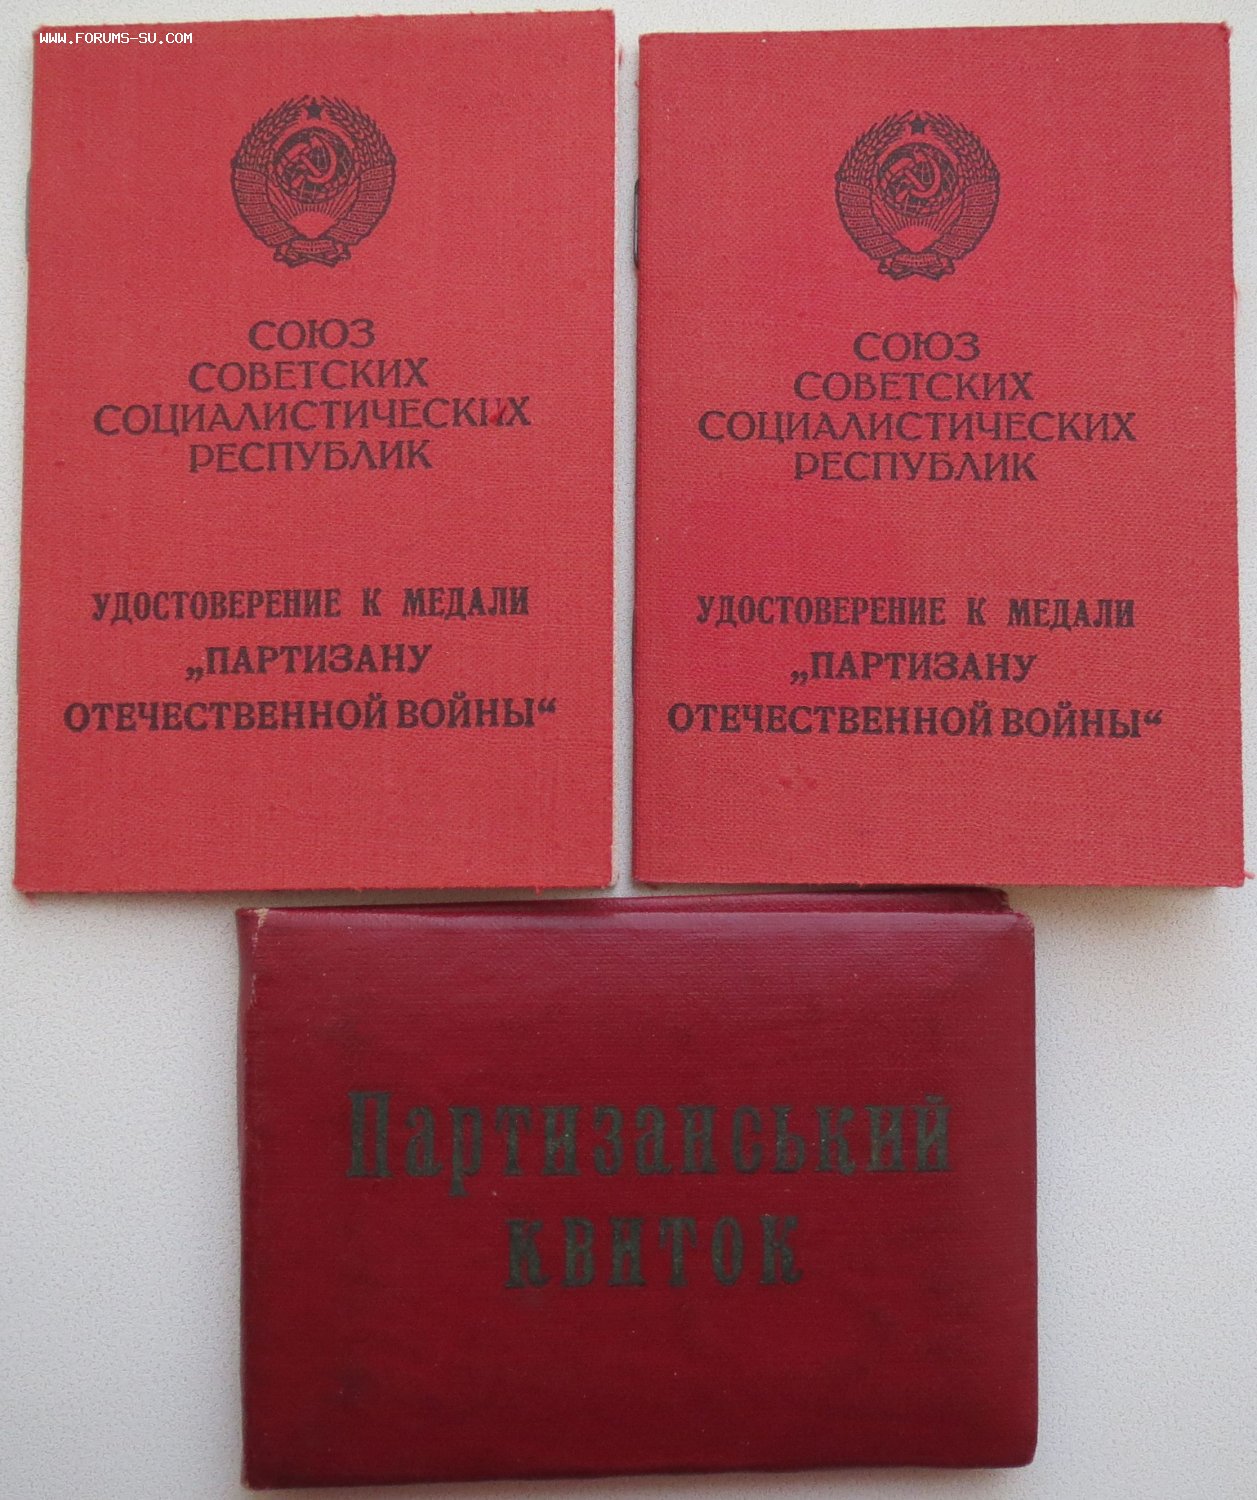 WWW.FORUMS-SU.COM
СОЮЗ
СОВЕТСКИХ
СОЦИАЛИСТИЧЕСКИХ
РЕСПУБЛИК
УДОСТОВЕРЕНИЕ К МЕДАЛИ
„ПАРТИЗАНУ
ОТЕЧЕСТВЕННОЙ ВОЙНЫ“
СОЮЗ
СОВЕТСКИХ
СОЦИАЛИСТИЧЕСКИХ
РЕСПУБЛИК
УДОСТОВЕРЕНИЕ К МЕДАЛИ
„ПАРТИЗАНУ
ОТЕЧЕСТВЕННОЙ ВОЙНЫ“
Партизанський
квиток